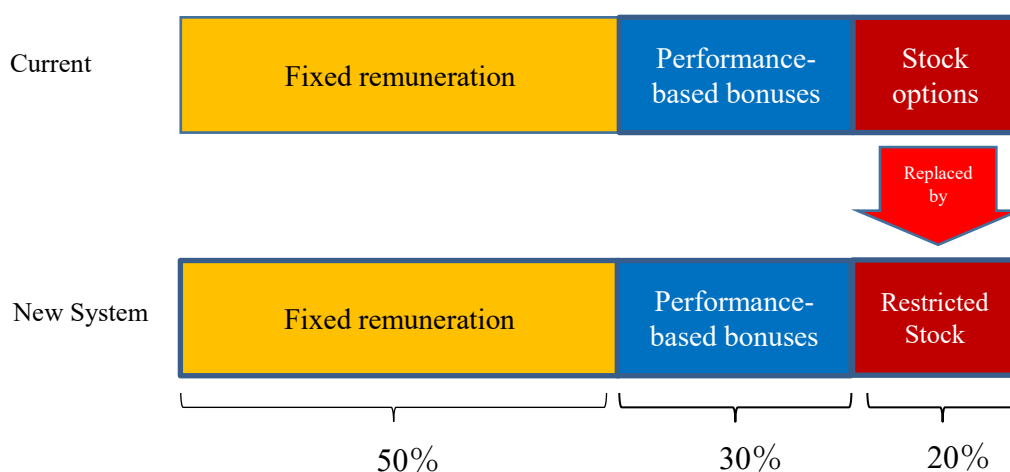 Current
Fixed remuneration
Performance-
based bonuses
Stock
options
Replaced
by
New System
Fixed remuneration
Performance-
based bonuses
Restricted
Stock
50%
30%
20%